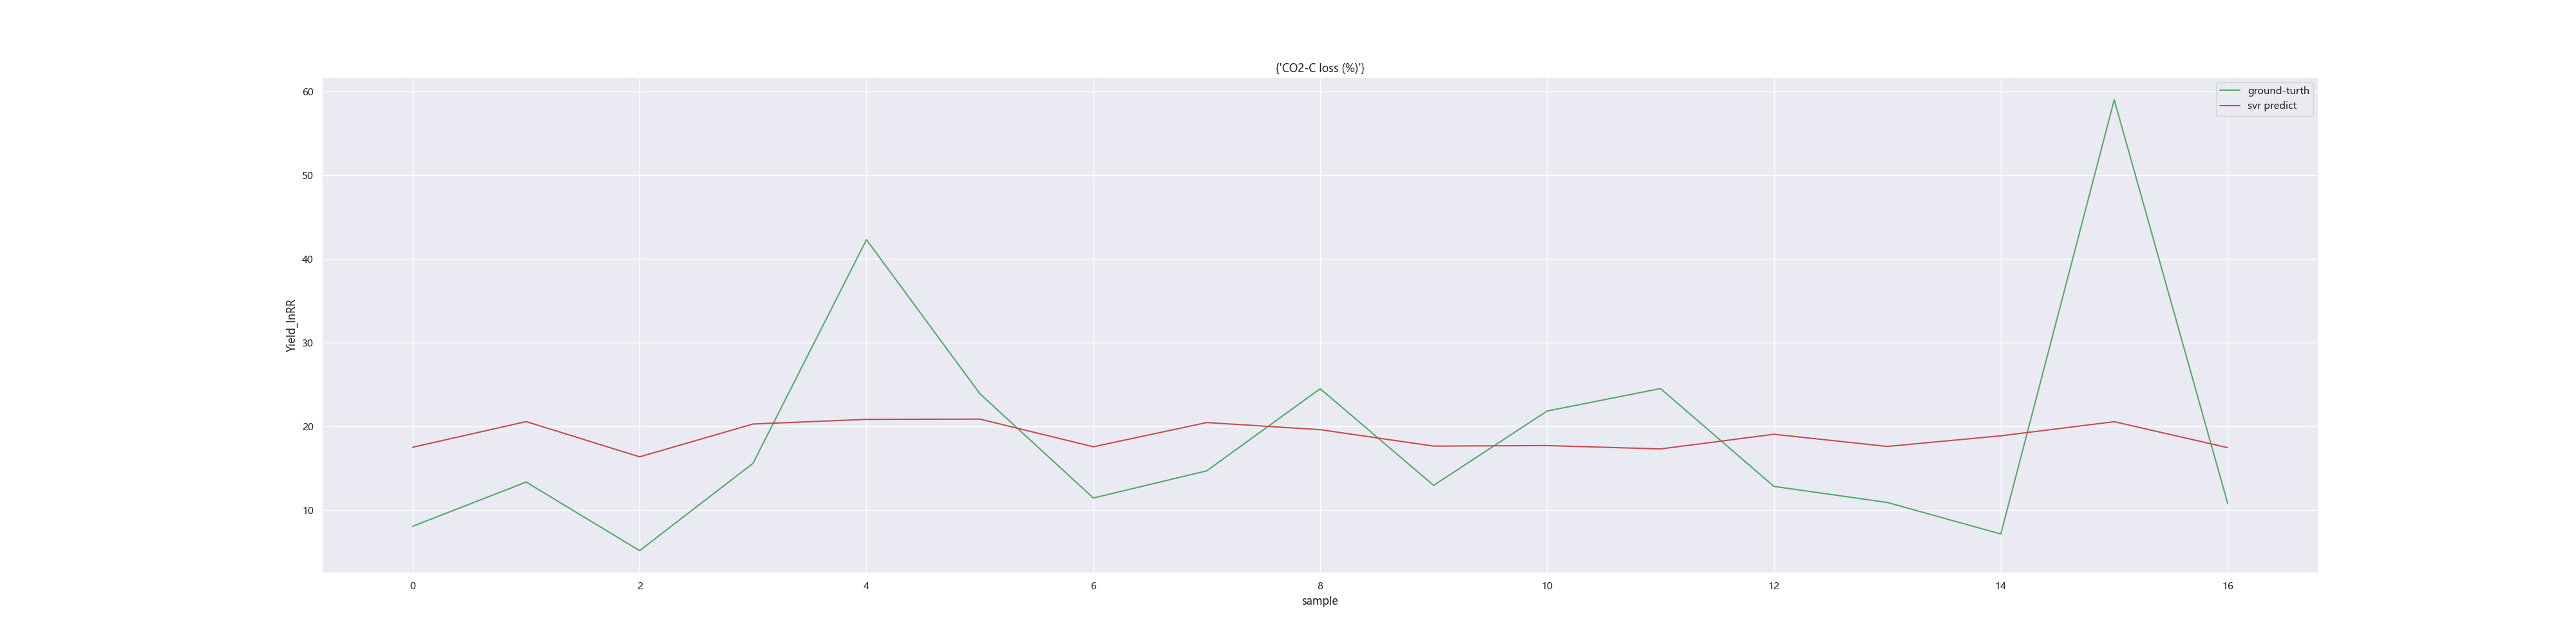 {'CO2-C loss (%)'}
ground-turth
svr predict
Yield_lnRR
60
50
40
30
20
10
0 2 4 6 8 10 12 14 16
sample